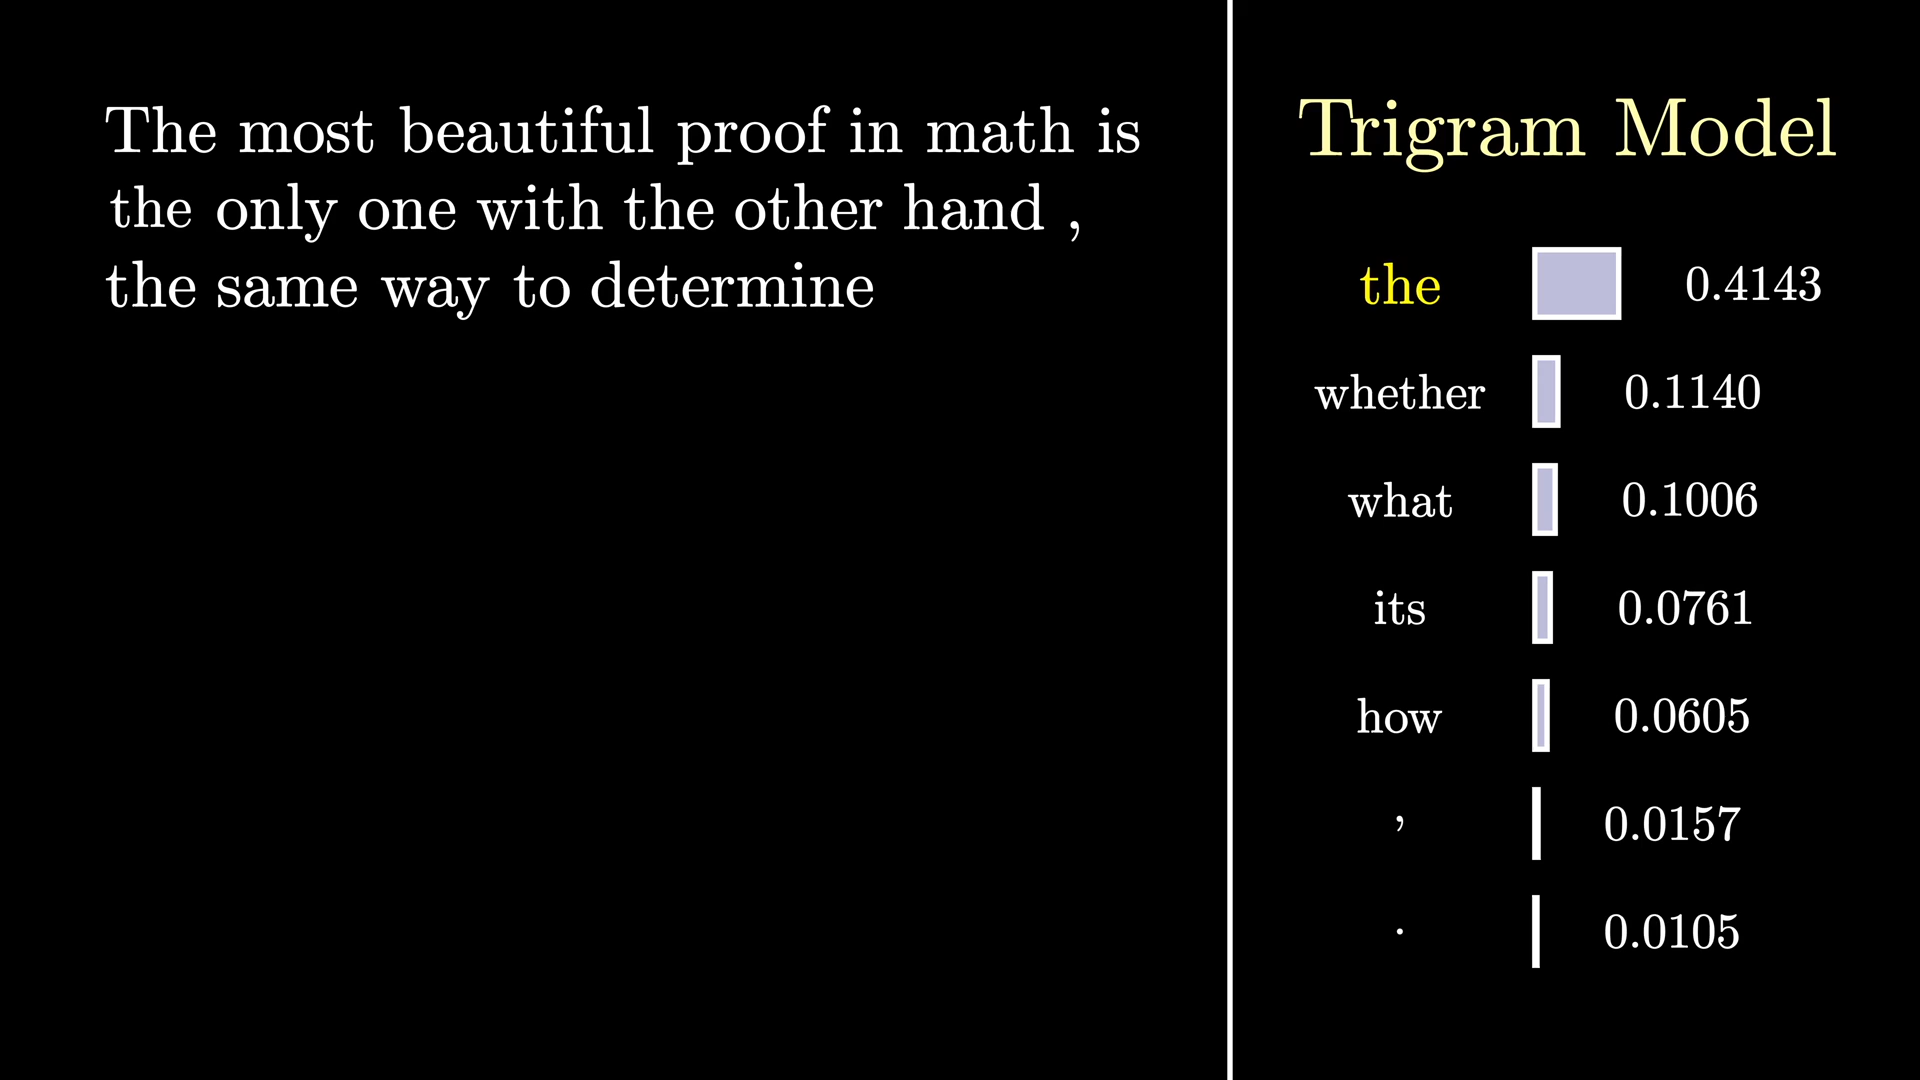 The most beautiful proof in math is
the only one with the other hand ,
the same way to determine
Trigram Model
the 0.4143
whether 0.1140
what 0.1006
its 0.0761
how 0.0605
, 0.0157
. 0.0105